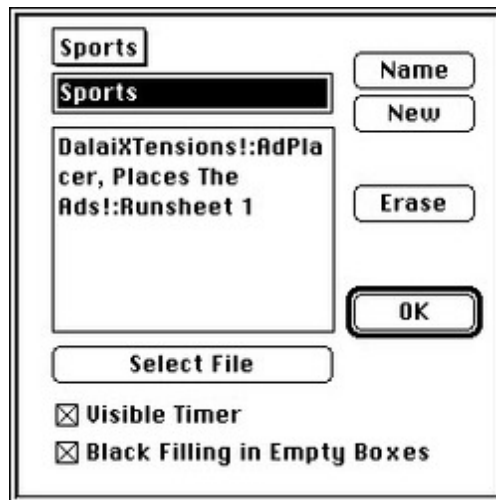 Sports
Name
Sports
New
DalaiXTensions!:AdPla
cer, Places The
Ads!:Runsheet 1
Erase
OK
Select File
Visible Timer
Black Filling in Empty Boxes